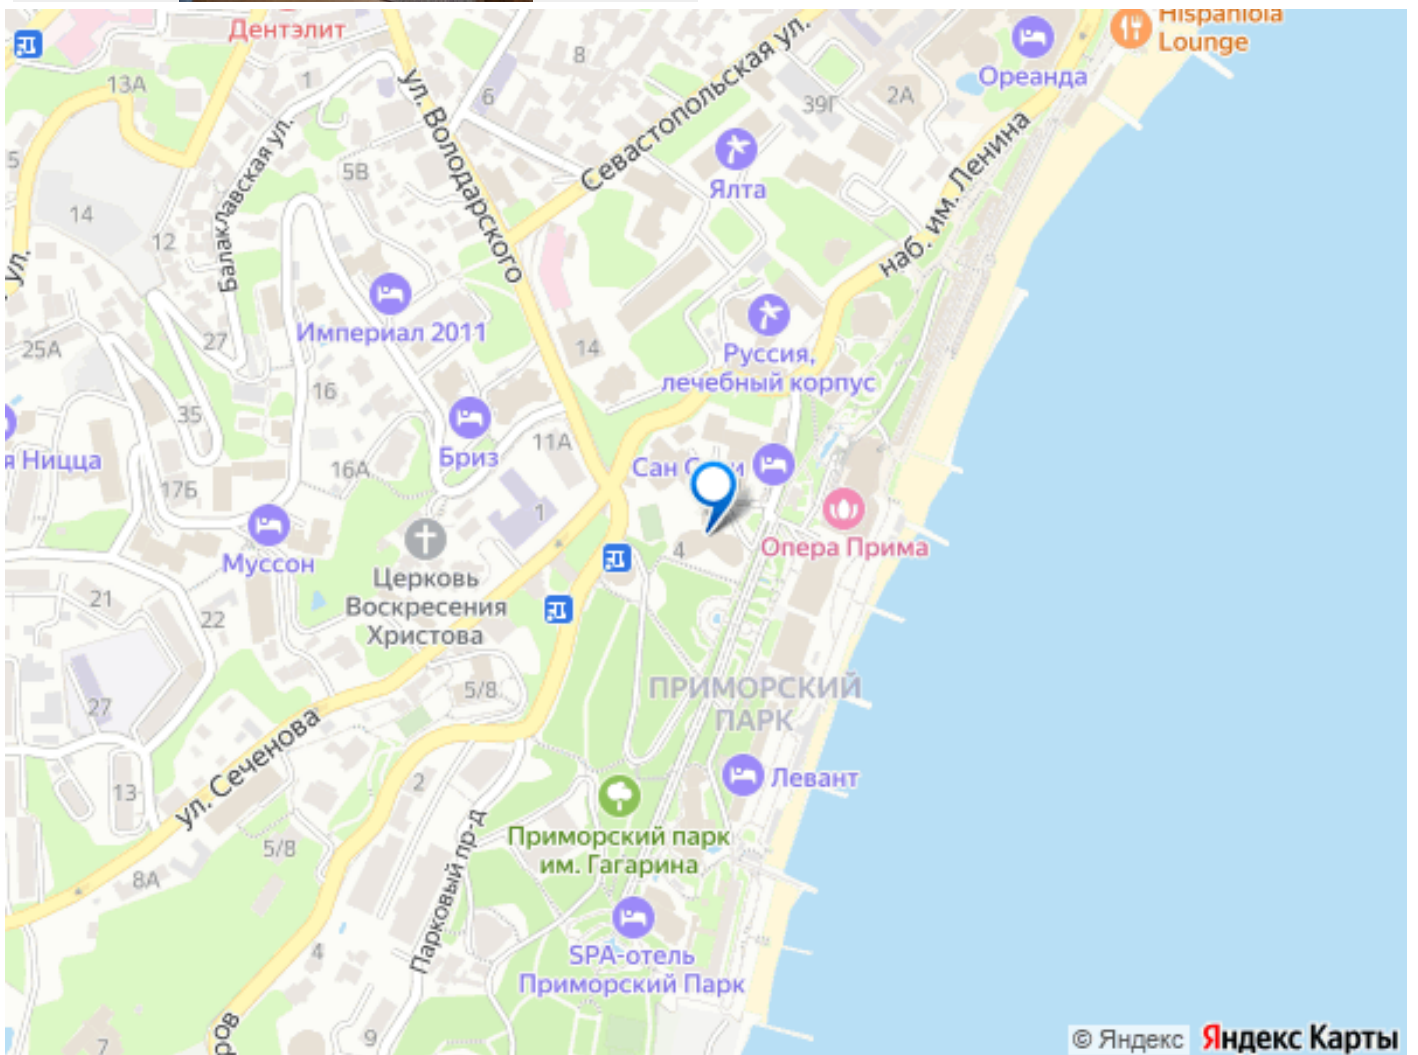 Дентэлит
Hispaniola
Lounge
Ореанда
13А
1
8
6
39Г
2А
ул. Володарского
Севастопольская ул.
Балаклавская ул.
наб. им. Ленина
5
5В
Ялта
14
12
ул.
Империал 2011
27
25А
14
Руссия,
лечебный корпус
16
35
Бриз
11А
я Ницца
16А
17Б
1
Муссон
4
Опера Прима
Церковь
Воскресения
Христова
21
22
5/8
ПРИМОРСКИЙ
ПАРК
27
ул. Сеченова
13
2
Левант
Приморский парк
им. Гагарина
5/8
8А
Парковый пр-д
SPA-отель
Приморский Парк
4
9
7
ров
© Яндекс Яндекс Карты